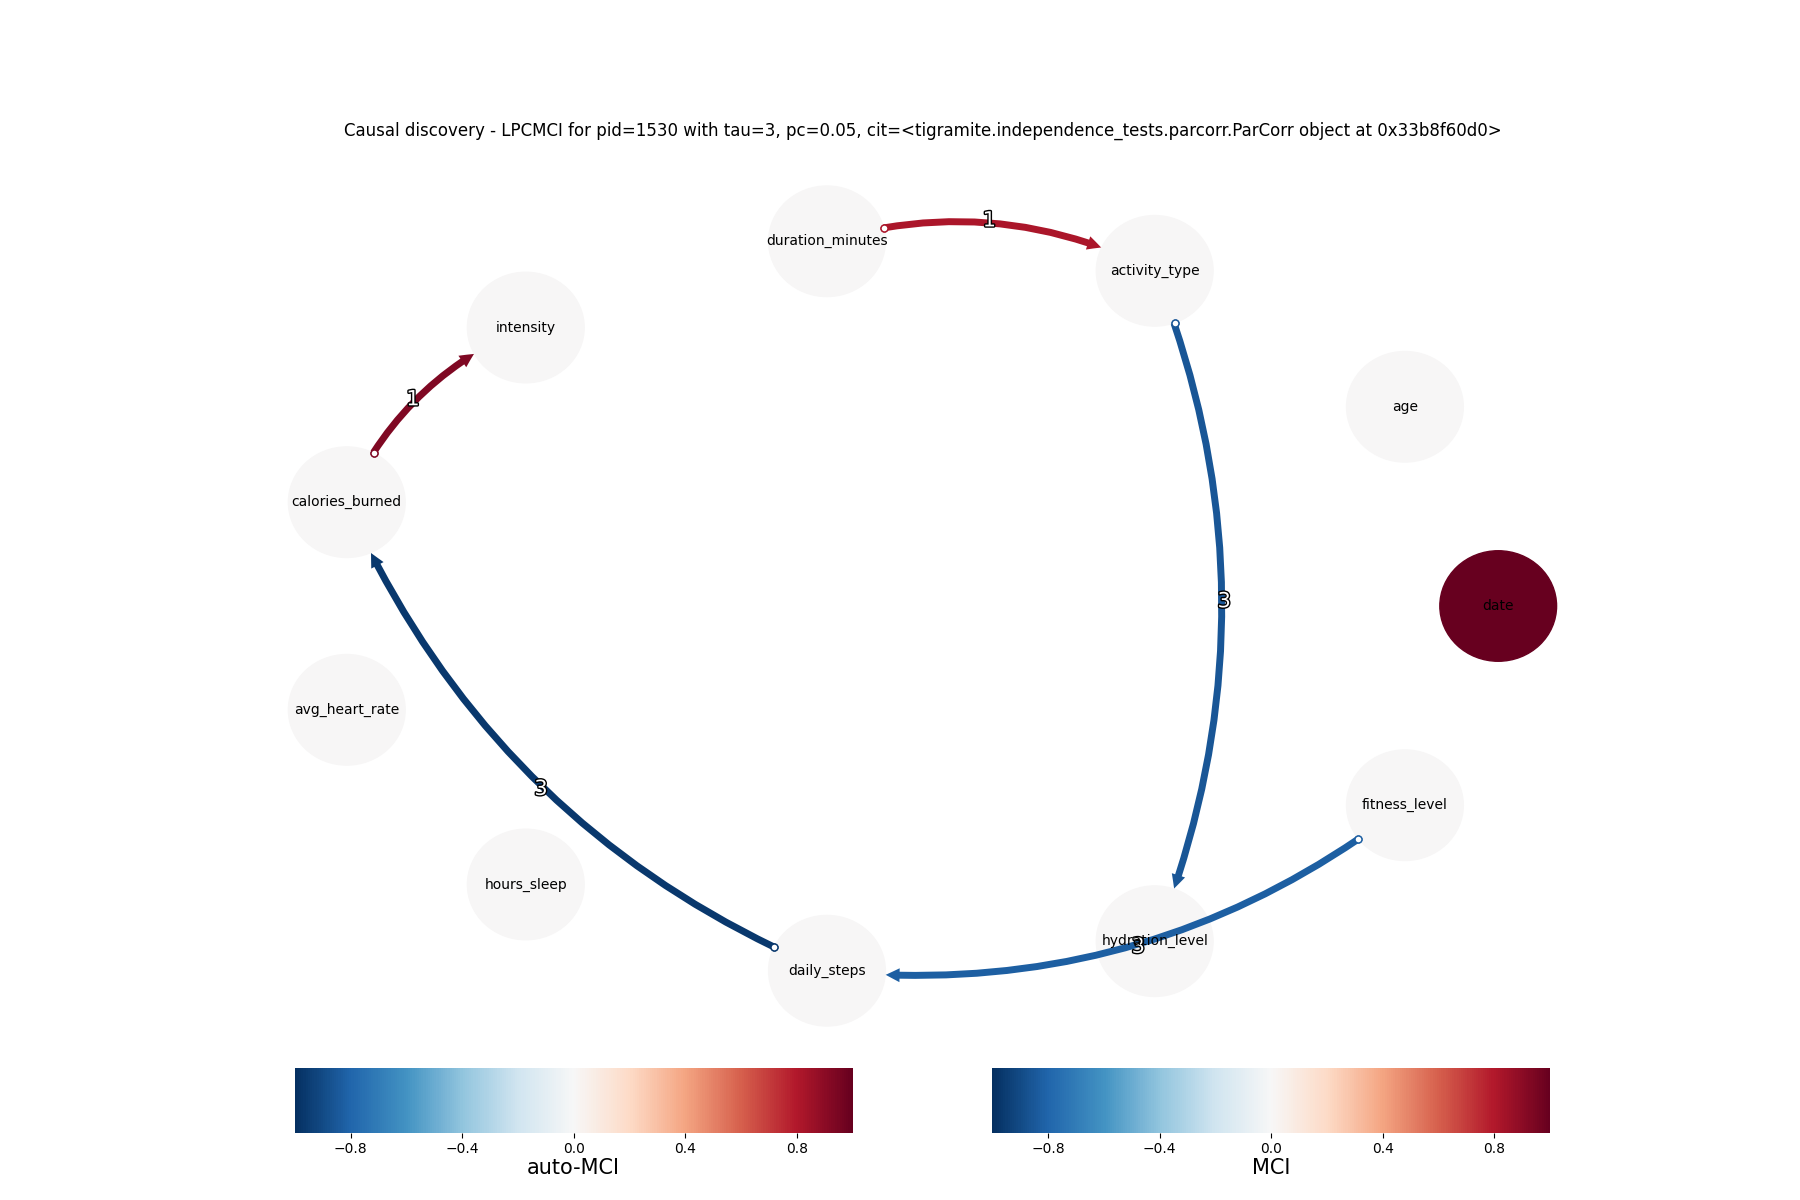 Causal discovery - LPCMCI for pid=1530 with tau=3, pc=0.05, cit=<tigramite.independence_tests.parcorr.ParCorr object at 0x33b8f60d0>
1
duration_minutes
activity_type
intensity
1
age
calories_burned
3
date
avg_heart_rate
3
fitness_level
hours_sleep
hydration_level
3
daily_steps
−0.8 −0.4 0.0 0.4 0.8
auto-MCI
−0.8 −0.4 0.0 0.4 0.8
MCI